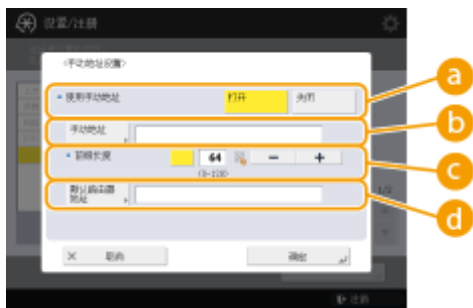 设置/注册
<手动地址设置>
使用手动地址
打开
关闭
a
手动地址
b
前缀长度
64
－
+
(0-128)
c
默认路由器
地址
d
× 取消
确定
注销